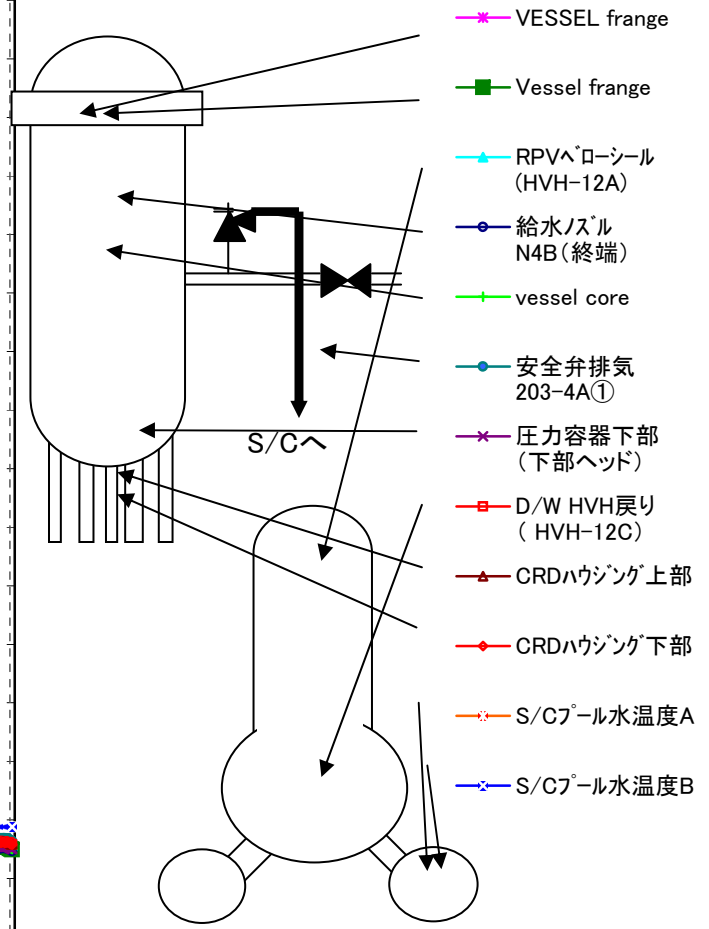 VESSEL frange
Vessel frange
RPVﾍﾞﾛｰｼｰﾙ
(HVH-12A)
給水ﾉｽﾞﾙ
N4B(終端)
vessel core
安全弁排気
203-4A①
圧力容器下部
(下部ﾍｯﾄﾞ)
D/W HVH戻り
( HVH-12C)
CRDﾊｳｼﾞﾝｸﾞ上部
CRDﾊｳｼﾞﾝｸﾞ下部
S/Cﾌﾟｰﾙ水温度A
S/Cﾌﾟｰﾙ水温度B
S/Cへ